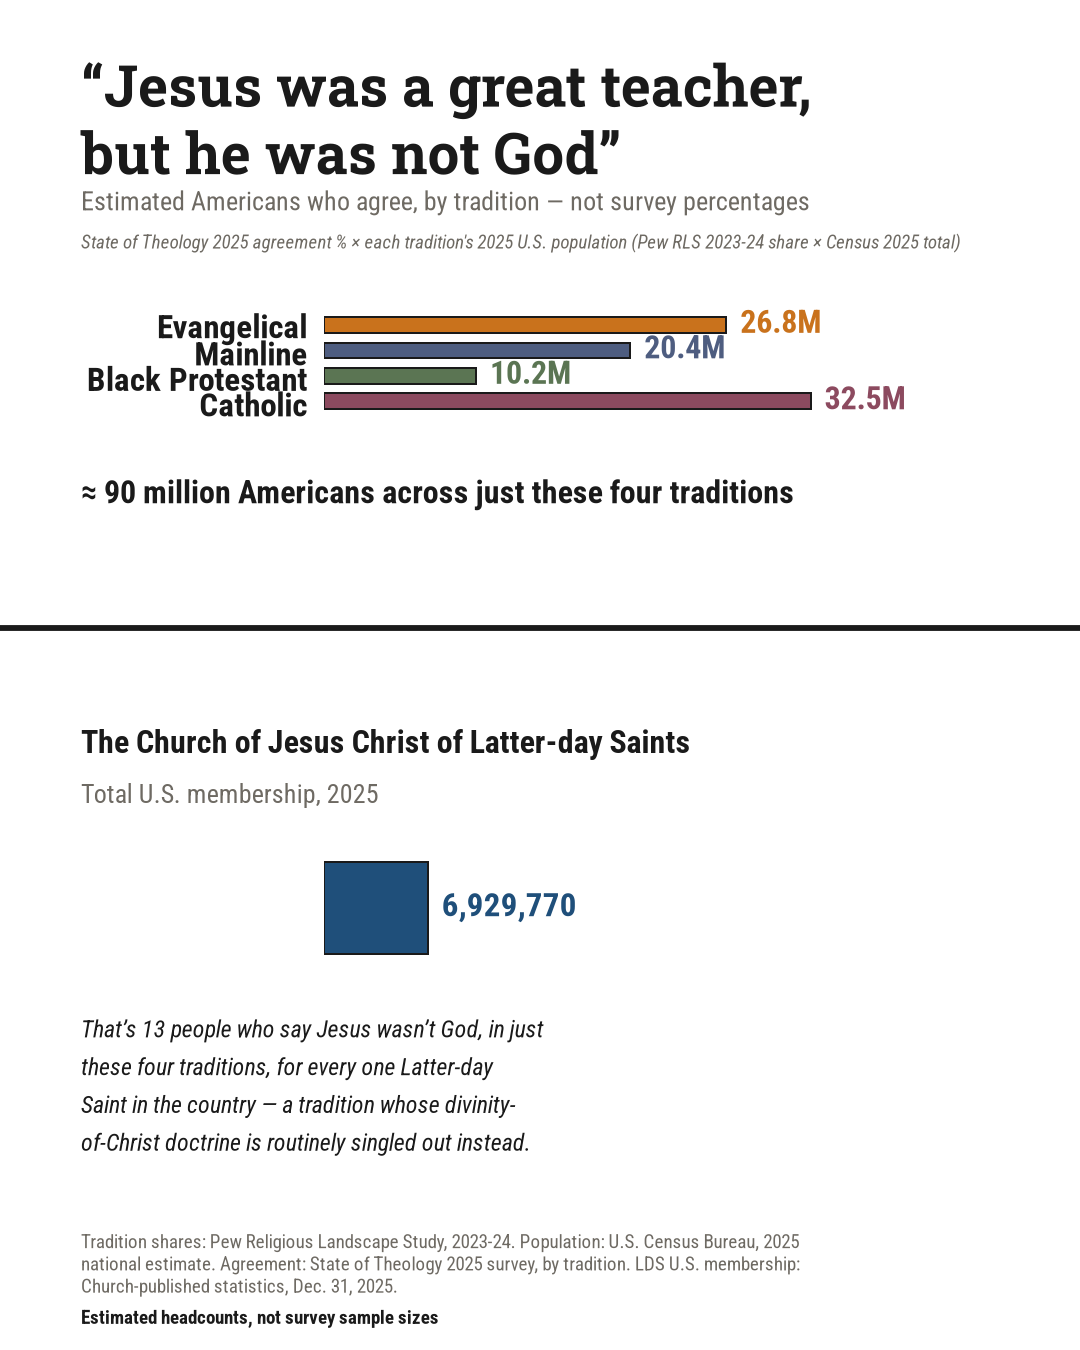 “Jesus was a great teacher,
but he was not God”
Estimated Americans who agree, by tradition — not survey percentages
State of Theology 2025 agreement % × each tradition's 2025 U.S. population (Pew RLS 2023-24 share × Census 2025 total)
Evangelical 26.8M
Mainline 20.4M
Black Protestant 10.2M
Catholic 32.5M
≈ 90 million Americans across just these four traditions
The Church of Jesus Christ of Latter-day Saints
Total U.S. membership, 2025
6,929,770
That’s 13 people who say Jesus wasn’t God, in just
these four traditions, for every one Latter-day
Saint in the country — a tradition whose divinity-
of-Christ doctrine is routinely singled out instead.
Tradition shares: Pew Religious Landscape Study, 2023-24. Population: U.S. Census Bureau, 2025
national estimate. Agreement: State of Theology 2025 survey, by tradition. LDS U.S. membership:
Church-published statistics, Dec. 31, 2025.
Estimated headcounts, not survey sample sizes